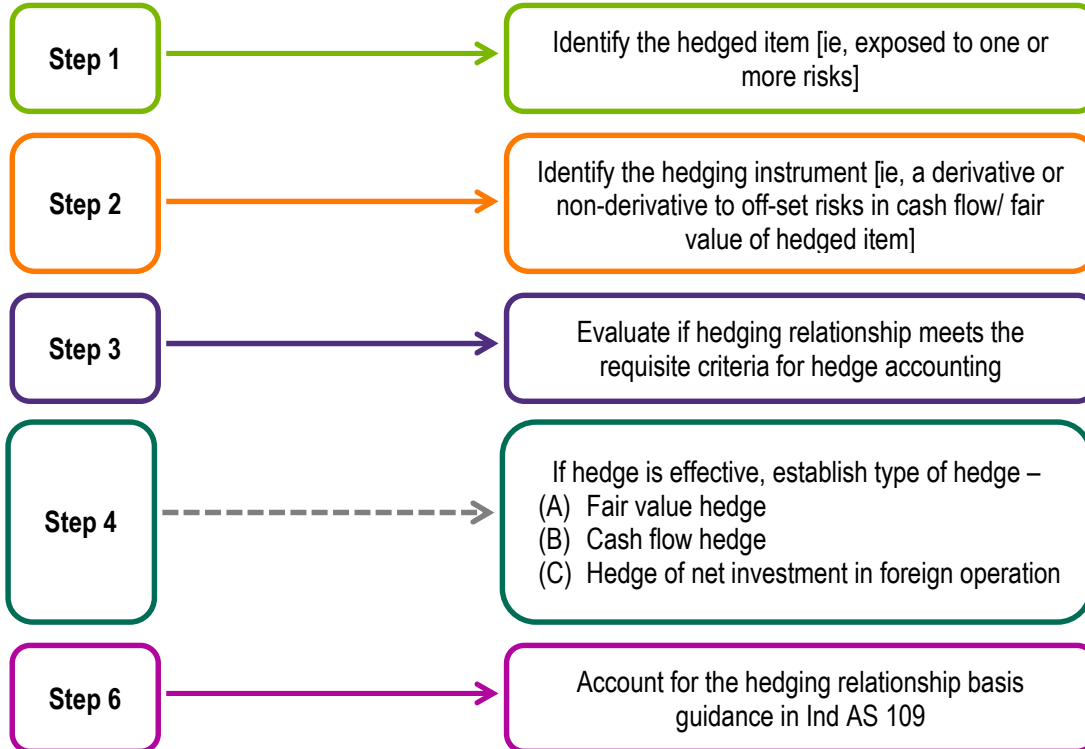 Step 1
Identify the hedged item [ie, exposed to one or
more risks]
Step 2
Identify the hedging instrument [ie, a derivative or
non-derivative to off-set risks in cash flow/ fair
value of hedged item]
Step 3
Evaluate if hedging relationship meets the
requisite criteria for hedge accounting
Step 4
If hedge is effective, establish type of hedge –
(A) Fair value hedge
(B) Cash flow hedge
(C) Hedge of net investment in foreign operation
Step 6
Account for the hedging relationship basis
guidance in Ind AS 109